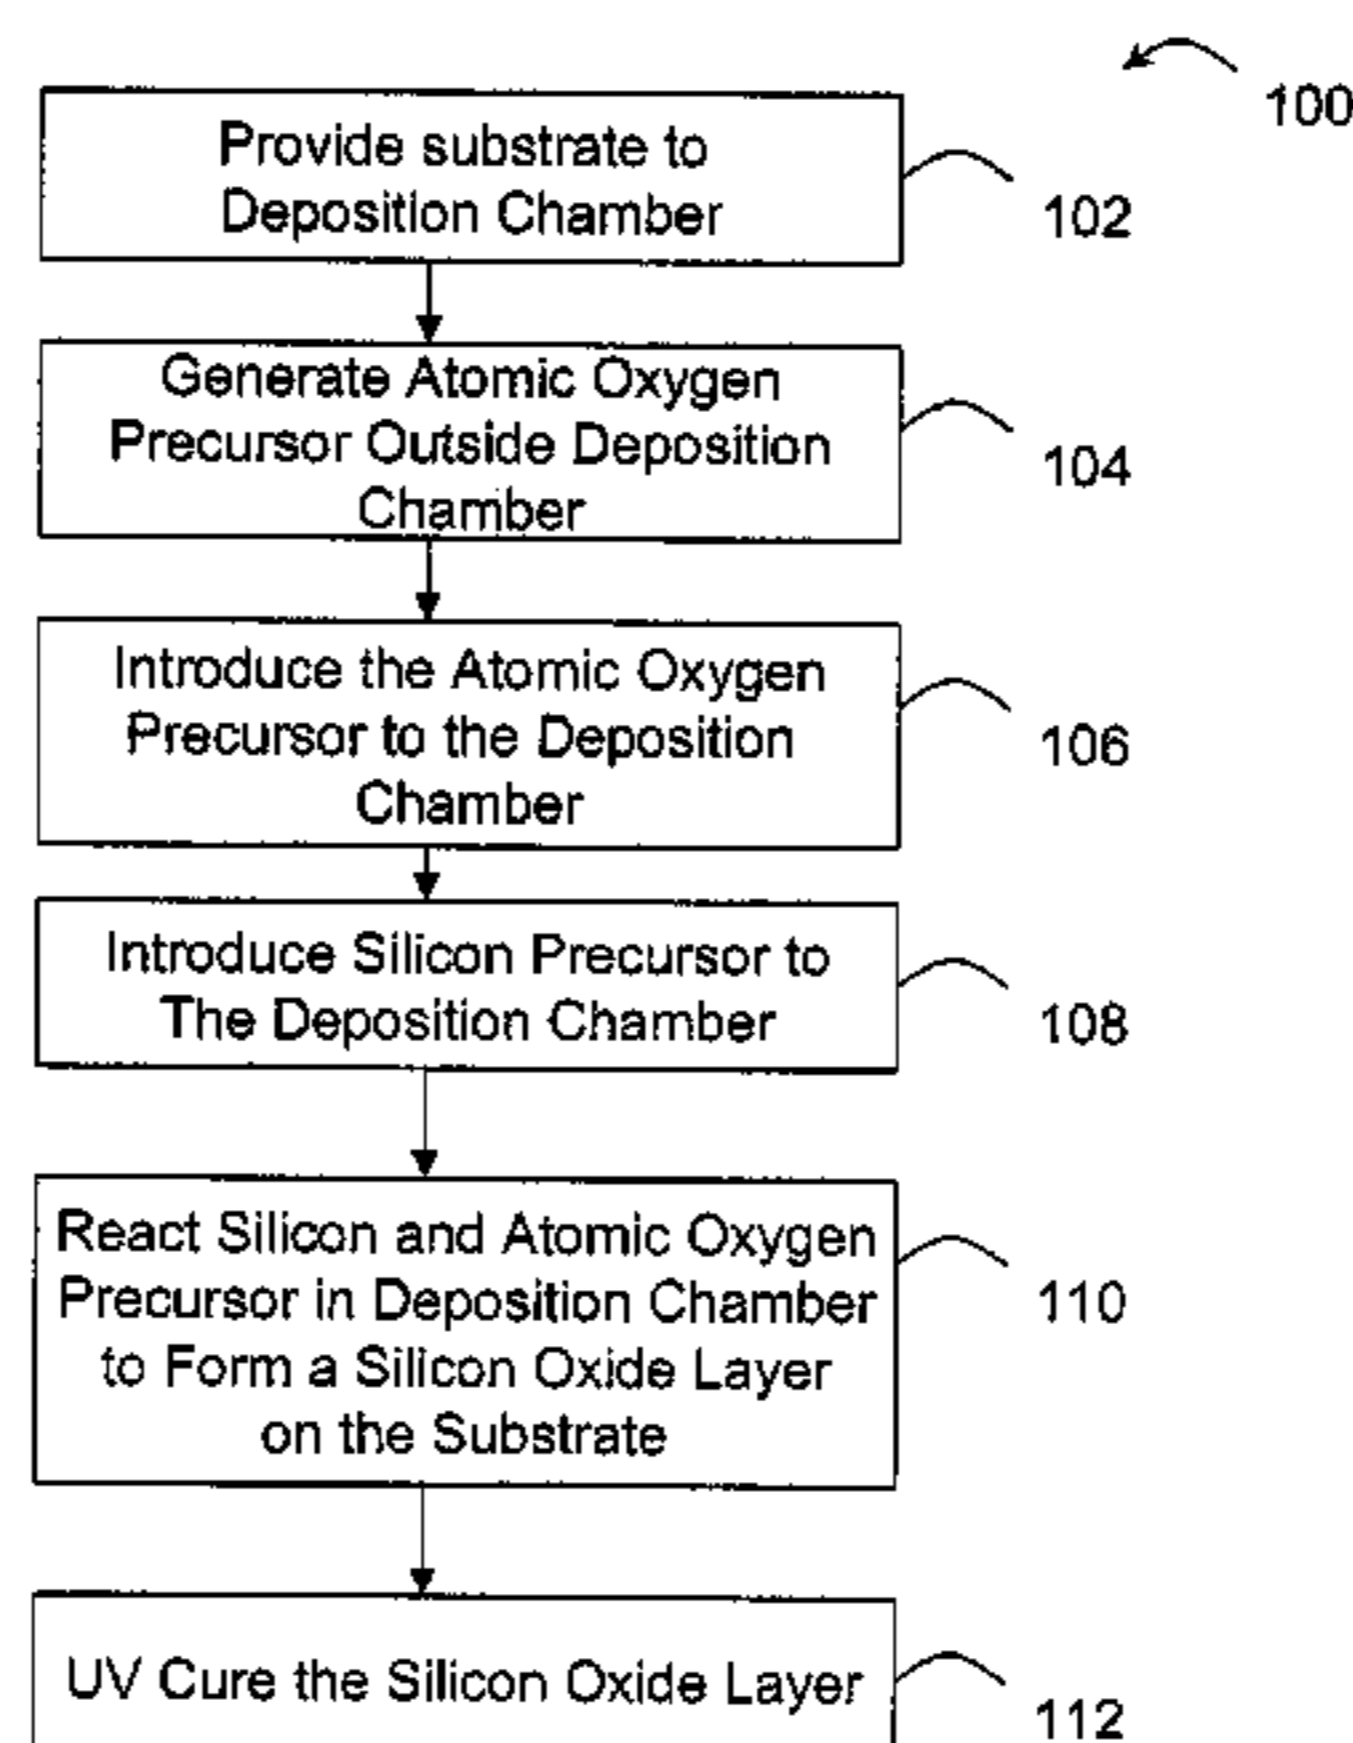 100
Provide substrate to
Deposition Chamber
102
Generate Atomic Oxygen
Precursor Outside Deposition
Chamber
104
Introduce the Atomic Oxygen
Precursor to the Deposition
Chamber
106
Introduce Silicon Precursor to
The Deposition Chamber
108
React Silicon and Atomic Oxygen
Precursor in Deposition Chamber
to Form a Silicon Oxide Layer
on the Substrate
110
UV Cure the Silicon Oxide Layer
112